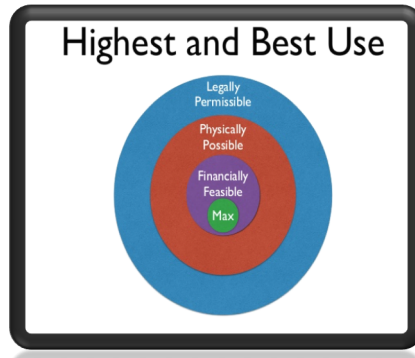 Highest and Best Use
Legally
Permissible
Physically
Possible
Financially
Feasible
Max